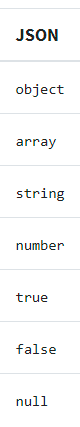 JSON
object
array
string
number
true
false
null